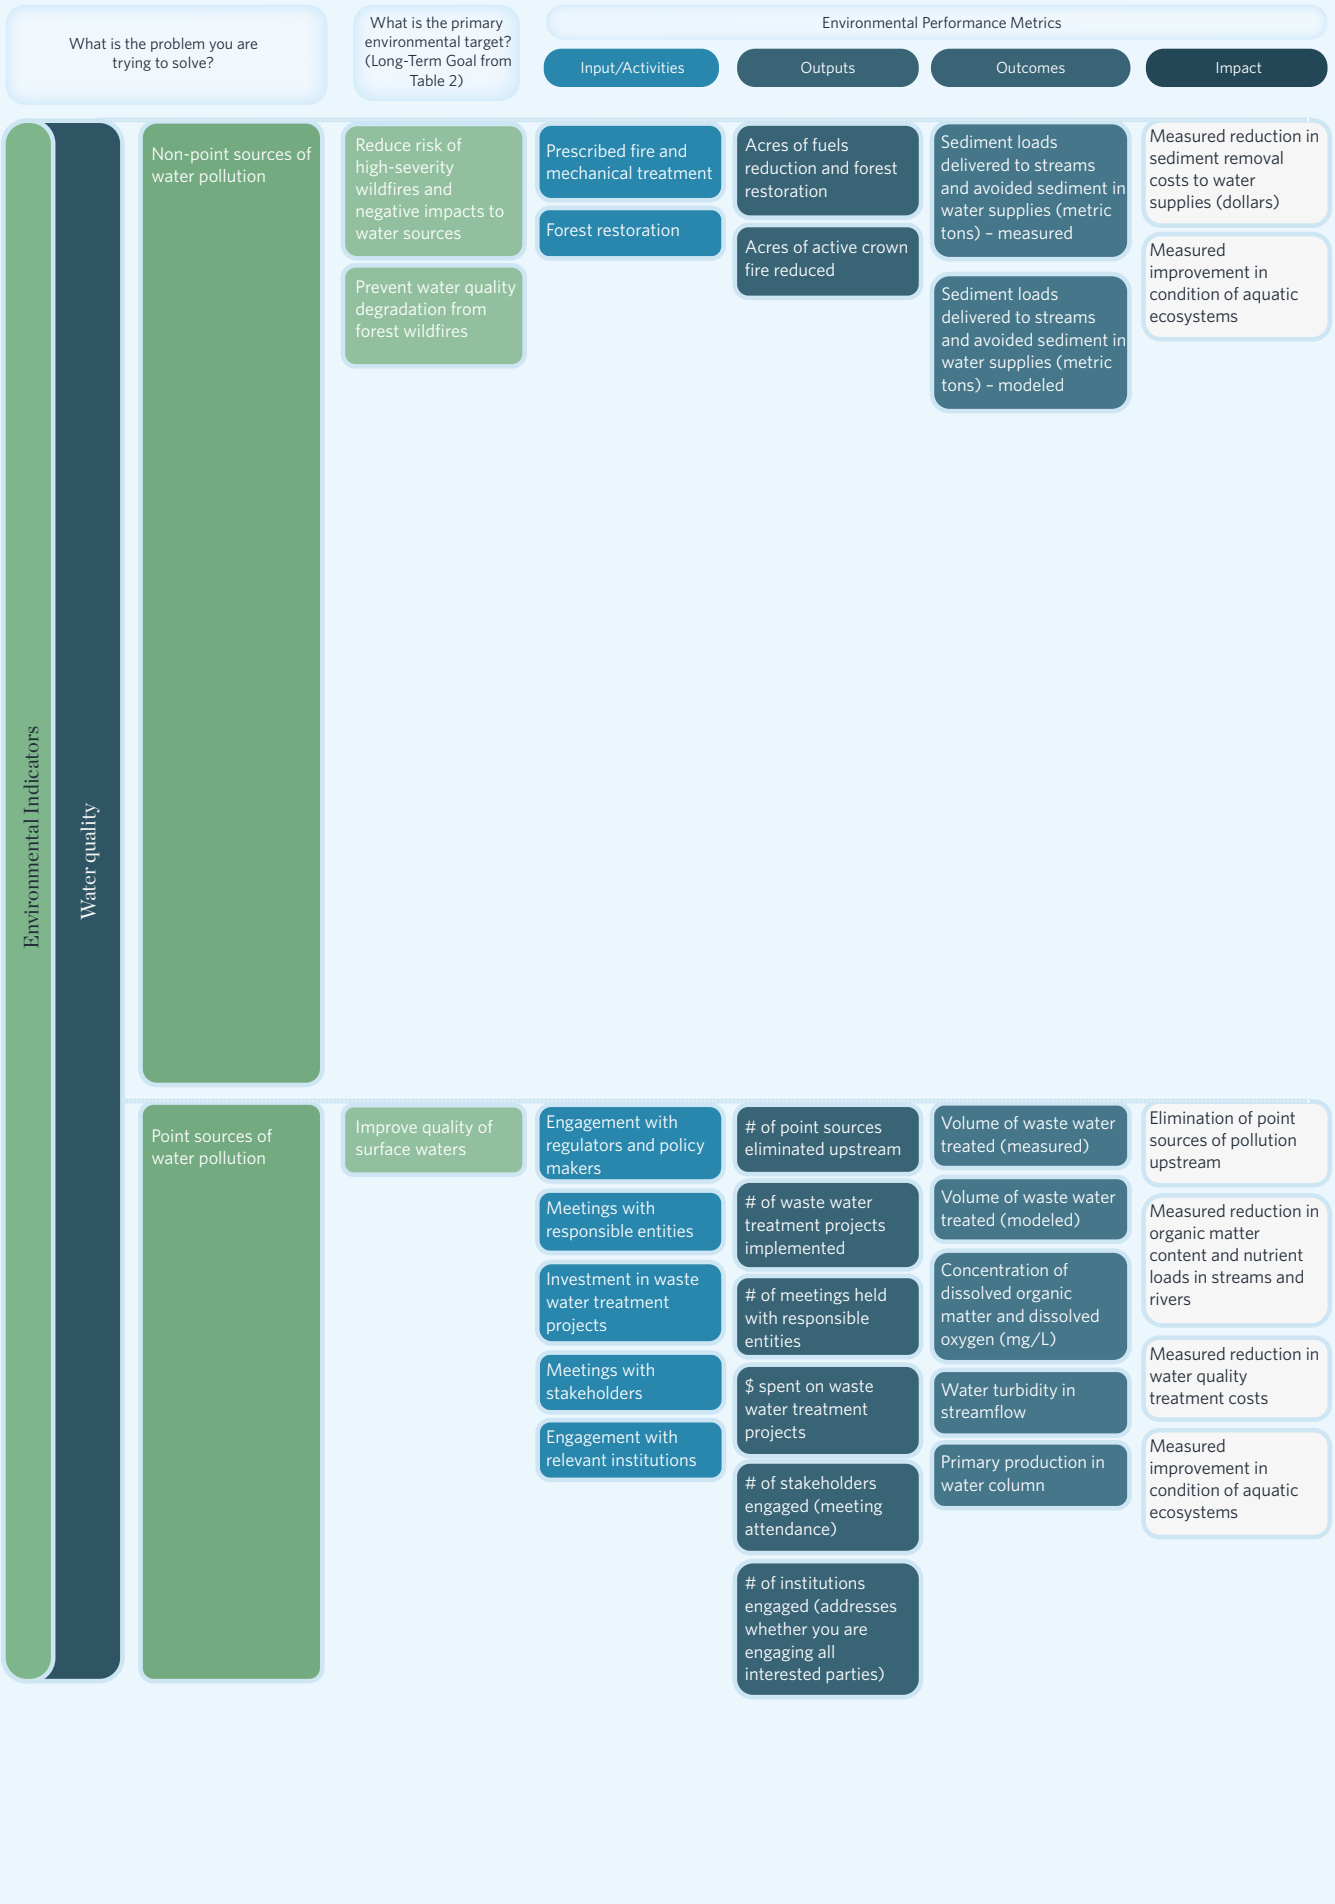 What is the problem you are
trying to solve?
What is the primary
environmental target?
(Long-Term Goal from
Table 2)
Environmental Performance Metrics
Input/Activities
Outputs
Outcomes
Impact
Environmental Indicators
Water quality
Non-point sources of
water pollution
Reduce risk of
high-severity
wildfires and
negative impacts to
water sources
Prevent water quality
degradation from
forest wildfires
Prescribed fire and
mechanical treatment
Forest restoration
Acres of fuels
reduction and forest
restoration
Acres of active crown
fire reduced
Sediment loads
delivered to streams
and avoided sediment in
water supplies (metric
tons) – measured
Sediment loads
delivered to streams
and avoided sediment in
water supplies (metric
tons) – modeled
Measured reduction in
sediment removal
costs to water
supplies (dollars)
Measured
improvement in
condition of aquatic
ecosystems
Point sources of
water pollution
Improve quality of
surface waters
Engagement with
regulators and policy
makers
Meetings with
responsible entities
Investment in waste
water treatment
projects
Meetings with
stakeholders
Engagement with
relevant institutions
# of point sources
eliminated upstream
# of waste water
treatment projects
implemented
# of meetings held
with responsible
entities
$ spent on waste
water treatment
projects
# of stakeholders
engaged (meeting
attendance)
# of institutions
engaged (addresses
whether you are
engaging all
interested parties)
Volume of waste water
treated (measured)
Volume of waste water
treated (modeled)
Concentration of
dissolved organic
matter and dissolved
oxygen (mg/L)
Water turbidity in
streamflow
Primary production in
water column
Elimination of point
sources of pollution
upstream
Measured reduction in
organic matter
content and nutrient
loads in streams and
rivers
Measured reduction in
water quality
treatment costs
Measured
improvement in
condition of aquatic
ecosystems